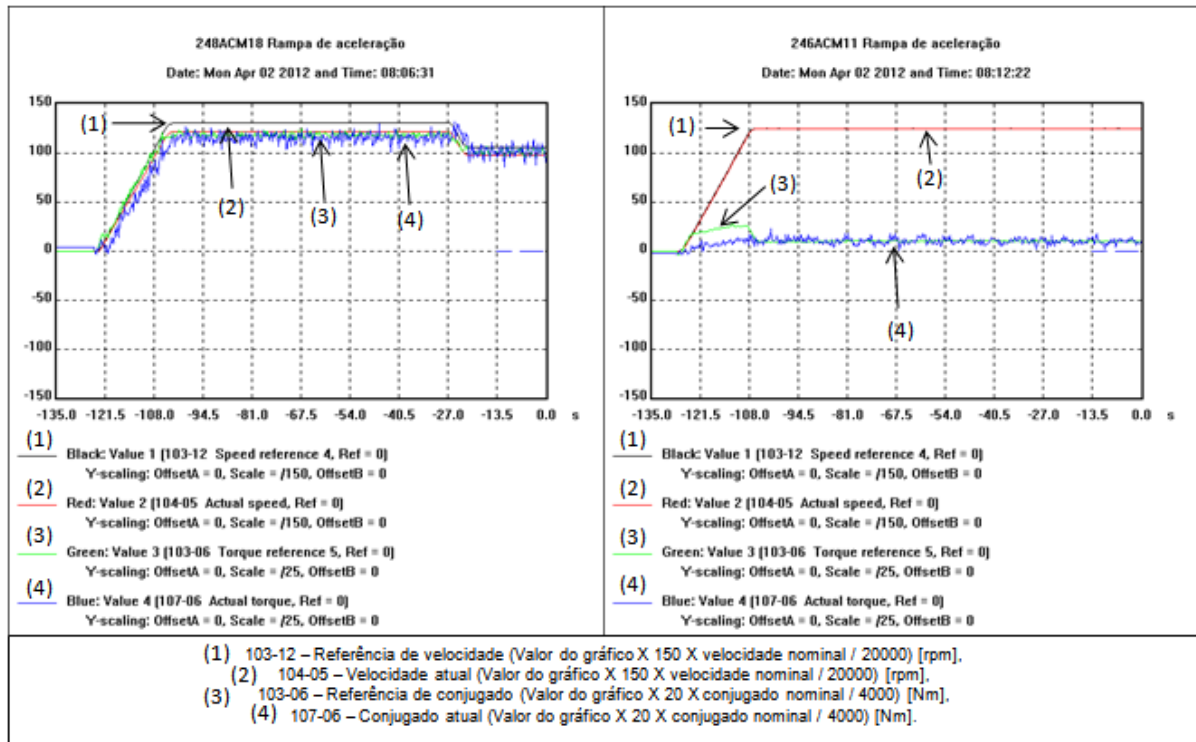 248ACM18 Rampa de aceleração
Date: Mon Apr 02 2012 and Time: 08:06:31
150
100
50
0
-50
-100
-150
-135.0 -121.5 -108.0 -94.5 -81.0 -67.5 -54.0 -40.5 -27.0 -13.5 0.0 s
(1)
(2)
(3)
(4)
(1)
Black: Value 1 [103-12 Speed reference 4, Ref = 0]
Y-scaling: OffsetA = 0, Scale = /150, OffsetB = 0
(2)
Red: Value 2 [104-05 Actual speed, Ref = 0]
Y-scaling: OffsetA = 0, Scale = /150, OffsetB = 0
(3)
Green: Value 3 [103-06 Torque reference 5, Ref = 0]
Y-scaling: OffsetA = 0, Scale = /25, OffsetB = 0
(4)
Blue: Value 4 [107-06 Actual torque, Ref = 0]
Y-scaling: OffsetA = 0, Scale = /25, OffsetB = 0
246ACM11 Rampa de aceleração
Date: Mon Apr 02 2012 and Time: 08:12:22
150
100
50
0
-50
-100
-150
-135.0 -121.5 -108.0 -94.5 -81.0 -67.5 -54.0 -40.5 -27.0 -13.5 0.0 s
(1)
(2)
(3)
(4)
(1)
Black: Value 1 [103-12 Speed reference 4, Ref = 0]
Y-scaling: OffsetA = 0, Scale = /150, OffsetB = 0
(2)
Red: Value 2 [104-05 Actual speed, Ref = 0]
Y-scaling: OffsetA = 0, Scale = /150, OffsetB = 0
(3)
Green: Value 3 [103-06 Torque reference 5, Ref = 0]
Y-scaling: OffsetA = 0, Scale = /25, OffsetB = 0
(4)
Blue: Value 4 [107-06 Actual torque, Ref = 0]
Y-scaling: OffsetA = 0, Scale = /25, OffsetB = 0
(1) 103-12 – Referência de velocidade (Valor do gráfico X 150 X velocidade nominal / 20000) [rpm],
(2) 104-05 – Velocidade atual (Valor do gráfico X 150 X velocidade nominal / 20000) [rpm],
(3) 103-06 – Referência de conjugado (Valor do gráfico X 20 X conjugado nominal / 4000) [Nm],
(4) 107-06 – Conjugado atual (Valor do gráfico X 20 X conjugado nominal / 4000) [Nm].